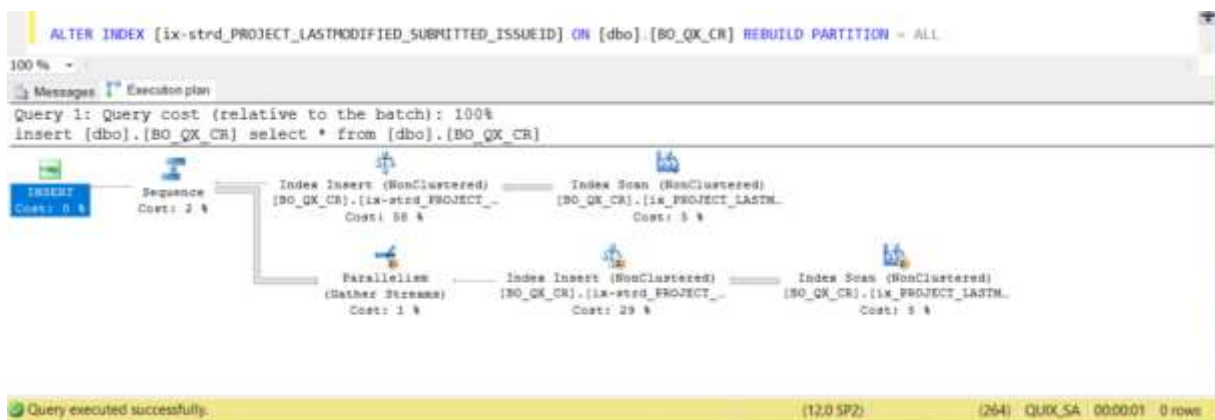 ALTER INDEX [ix-strd_PROJECT_LASTMODIFIED_SUBMITTED_ISSUEID] ON [dbo].[BO_QX_CR] REBUILD PARTITION = ALL
100 %
Messages Execution plan
Query 1: Query cost (relative to the batch): 100%
insert [dbo].[BO_QX_CR] select * from [dbo].[BO_QX_CR]
INSERT
Cost: 0 %
Sequence
Cost: 2 %
Index Insert (NonClustered)
[BO_QX_CR].[ix-strd_PROJECT_…
Cost: 58 %
Index Scan (NonClustered)
[BO_QX_CR].[ix_PROJECT_LASTM…
Cost: 5 %
Parallelism
(Gather Streams)
Cost: 1 %
Index Insert (NonClustered)
[BO_QX_CR].[ix-strd_PROJECT_…
Cost: 29 %
Index Scan (NonClustered)
[BO_QX_CR].[ix_PROJECT_LASTM…
Cost: 5 %
Query executed successfully.
(12.0 SP2)
(264)
QUIX_SA
00:00:01
0 rows